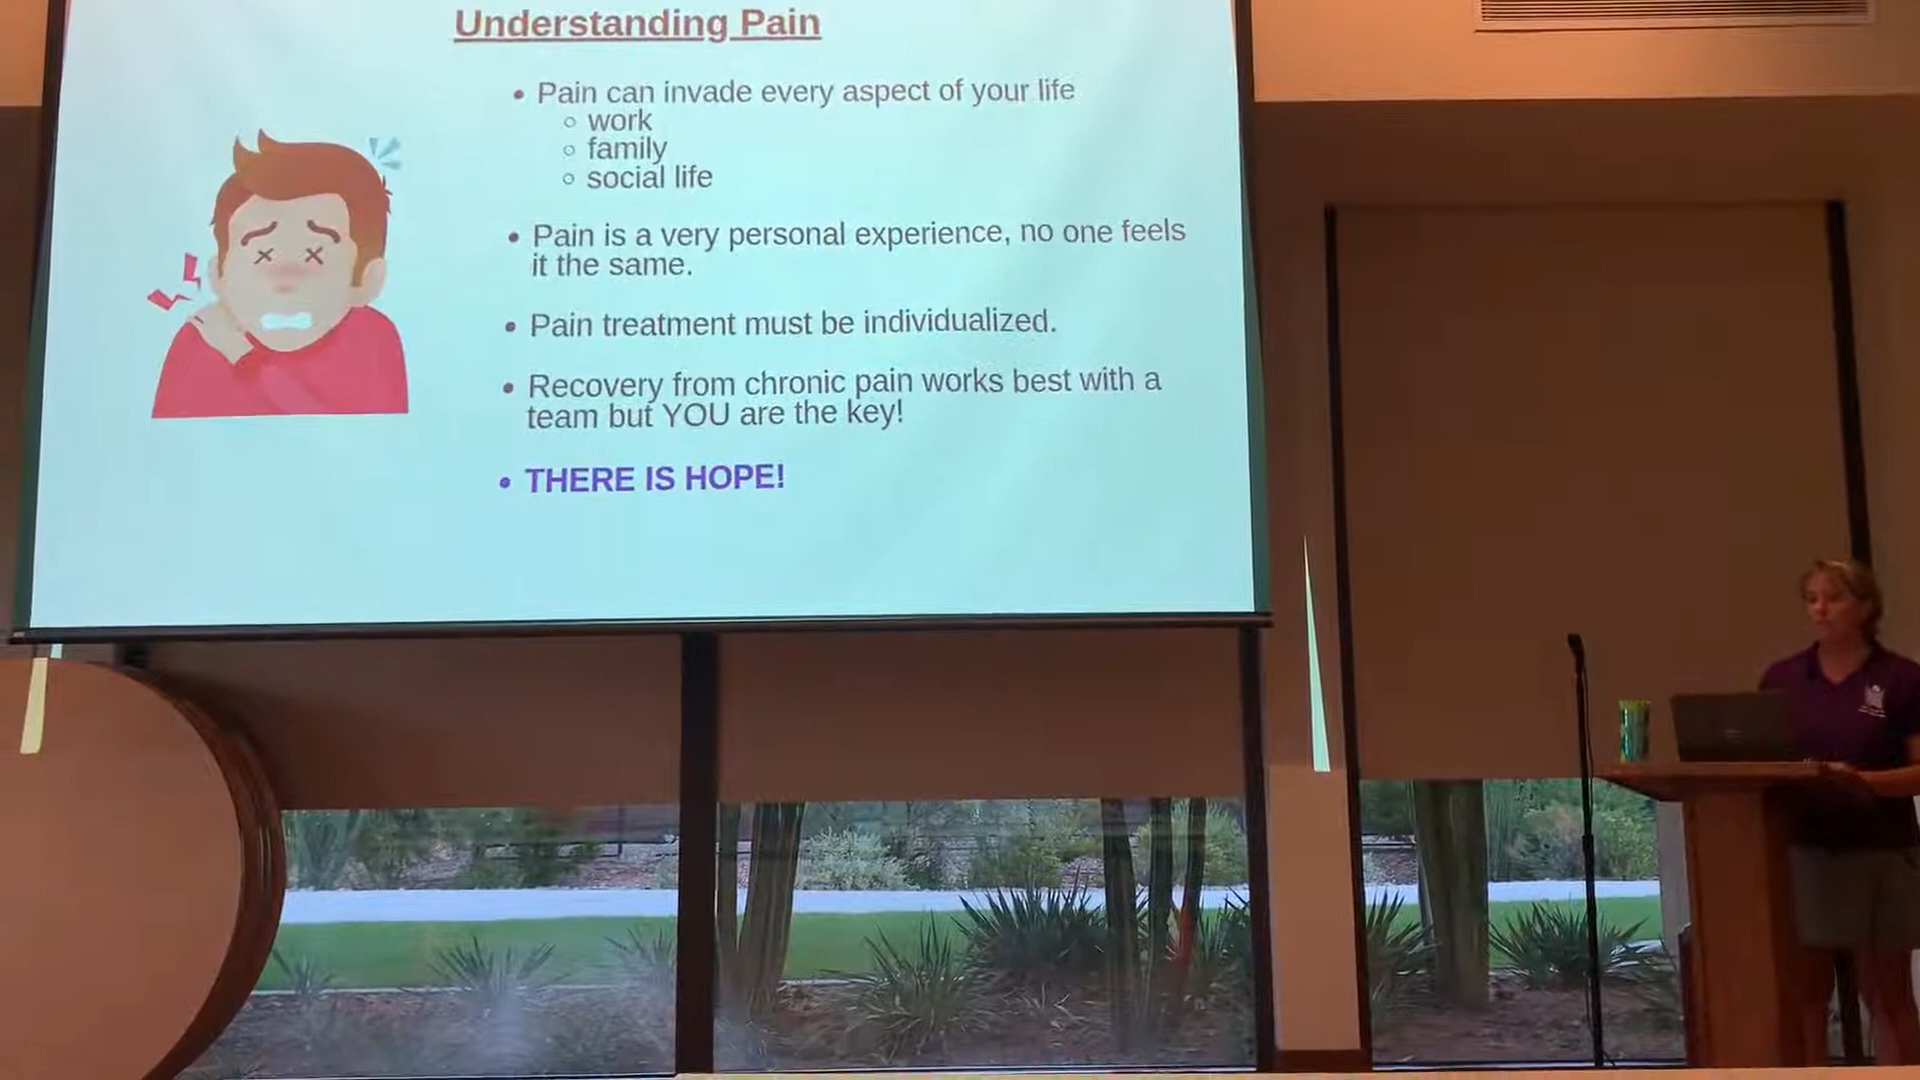 Understanding Pain
• Pain can invade every aspect of your life
○ work
○ family
○ social life
• Pain is a very personal experience, no one feels
it the same.
• Pain treatment must be individualized.
• Recovery from chronic pain works best with a
team but YOU are the key!
• THERE IS HOPE!